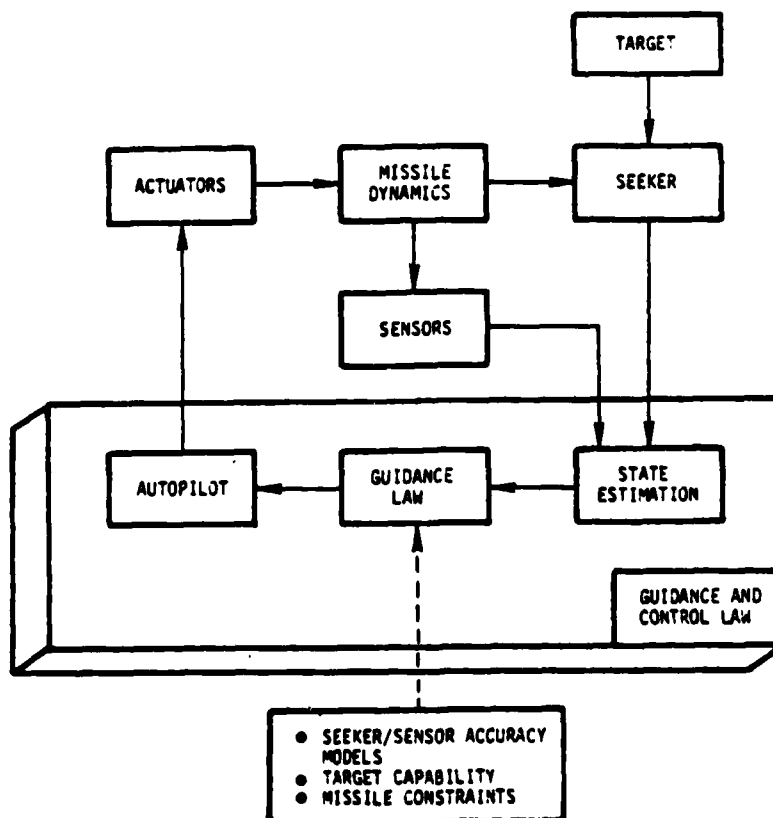 TARGET
ACTUATORS
MISSILE
DYNAMICS
SEEKER
SENSORS
AUTOPILOT
GUIDANCE
LAW
STATE
ESTIMATION
GUIDANCE AND
CONTROL LAW
● SEEKER/SENSOR ACCURACY
MODELS
● TARGET CAPABILITY
● MISSILE CONSTRAINTS